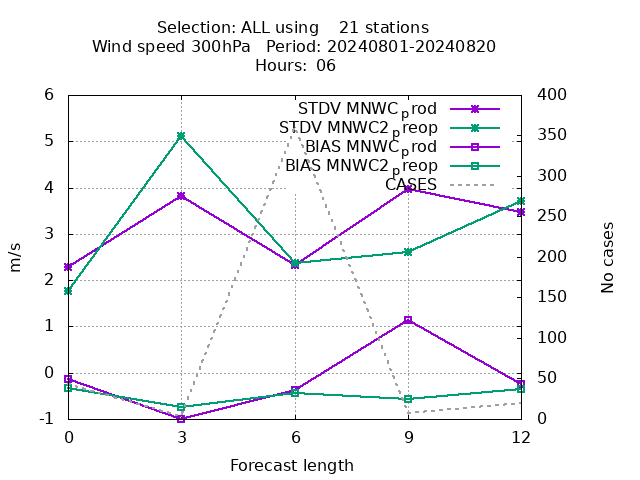 Selection: ALL using    21 stations
Wind speed 300hPa   Period: 20240801-20240820
Hours:  06
6
5
4
3
2
1
0
-1
m/s
400
350
300
250
200
150
100
50
0
No cases
STDV MNWC_prod
STDV MNWC2_preop
BIAS MNWC_prod
BIAS MNWC2_preop
CASES
0 3 6 9 12
Forecast length